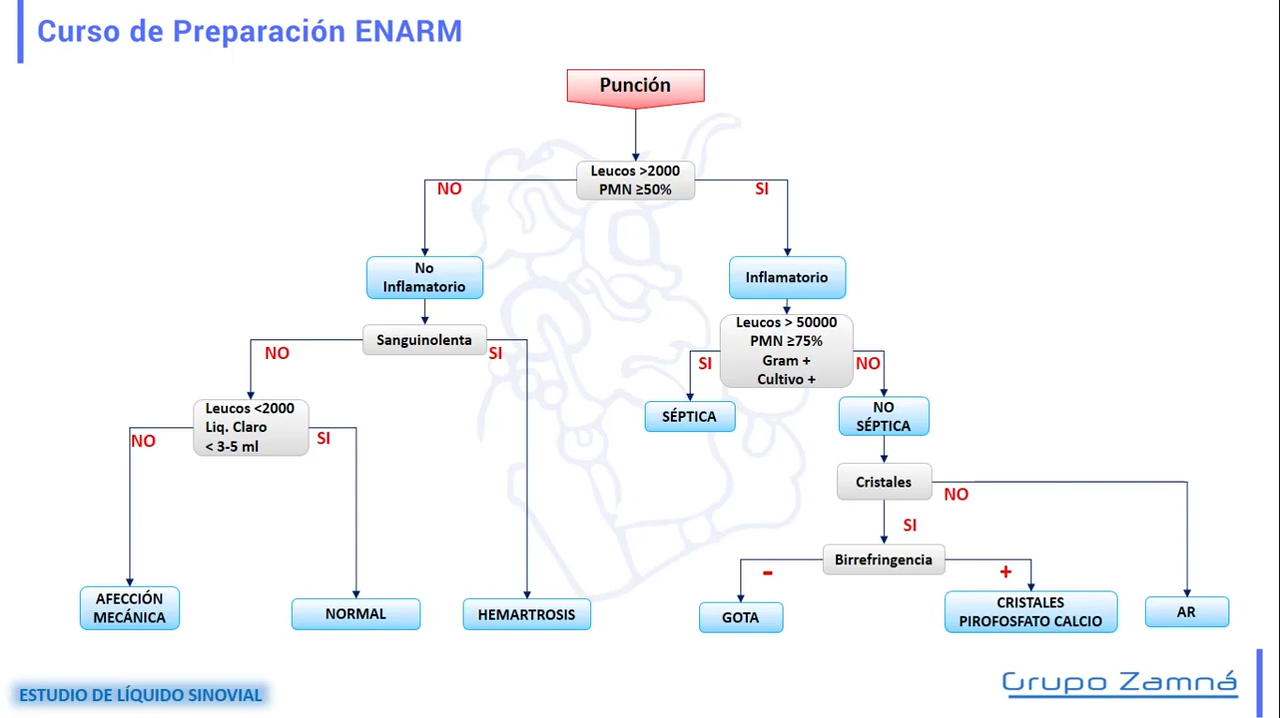 Curso de Preparación ENARM
Punción
Leucos >2000
PMN ≥50%
NO
SI
No
Inflamatorio
Inflamatorio
Sanguinolenta
NO
SI
Leucos > 50000
PMN ≥75%
Gram +
Cultivo +
SI
NO
Leucos <2000
Liq. Claro
< 3-5 ml
NO
SI
SÉPTICA
NO
SÉPTICA
Cristales
NO
SI
Birrefringencia
-
+
AFECCIÓN
MECÁNICA
NORMAL
HEMARTROSIS
GOTA
CRISTALES
PIROFOSFATO CALCIO
AR
ESTUDIO DE LÍQUIDO SINOVIAL
Grupo Zamná